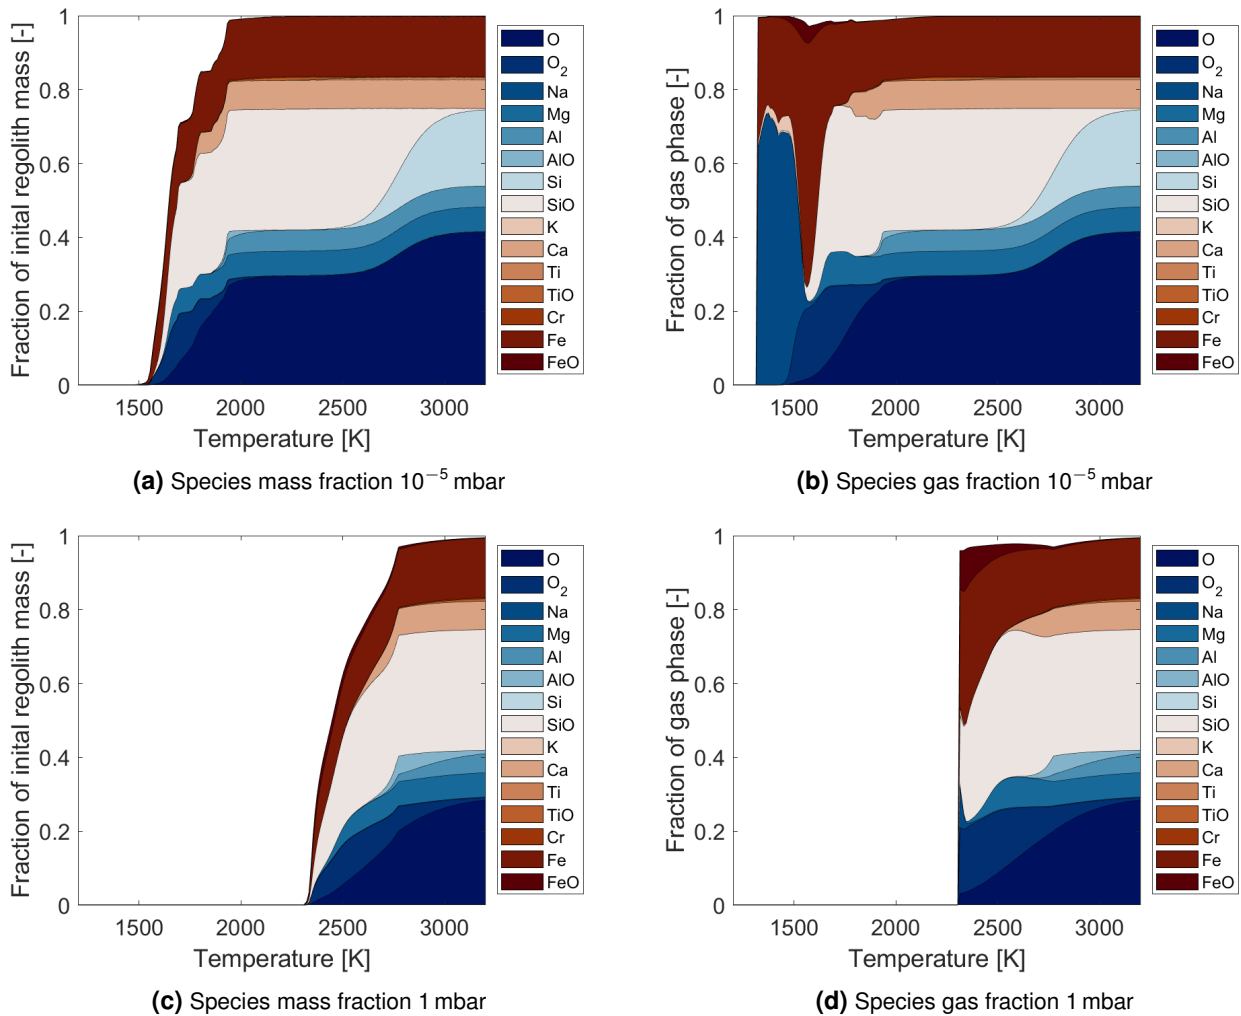 Fraction of inital regolith mass [-]
1
0.8
0.6
0.4
0.2
0
1500 2000 2500 3000
Temperature [K]
O
O2
Na
Mg
Al
AlO
Si
SiO
K
Ca
Ti
TiO
Cr
Fe
FeO
(a) Species mass fraction 10−5 mbar
Fraction of gas phase [-]
1
0.8
0.6
0.4
0.2
0
1500 2000 2500 3000
Temperature [K]
O
O2
Na
Mg
Al
AlO
Si
SiO
K
Ca
Ti
TiO
Cr
Fe
FeO
(b) Species gas fraction 10−5 mbar
Fraction of inital regolith mass [-]
1
0.8
0.6
0.4
0.2
0
1500 2000 2500 3000
Temperature [K]
O
O2
Na
Mg
Al
AlO
Si
SiO
K
Ca
Ti
TiO
Cr
Fe
FeO
(c) Species mass fraction 1 mbar
Fraction of gas phase [-]
1
0.8
0.6
0.4
0.2
0
1500 2000 2500 3000
Temperature [K]
O
O2
Na
Mg
Al
AlO
Si
SiO
K
Ca
Ti
TiO
Cr
Fe
FeO
(d) Species gas fraction 1 mbar